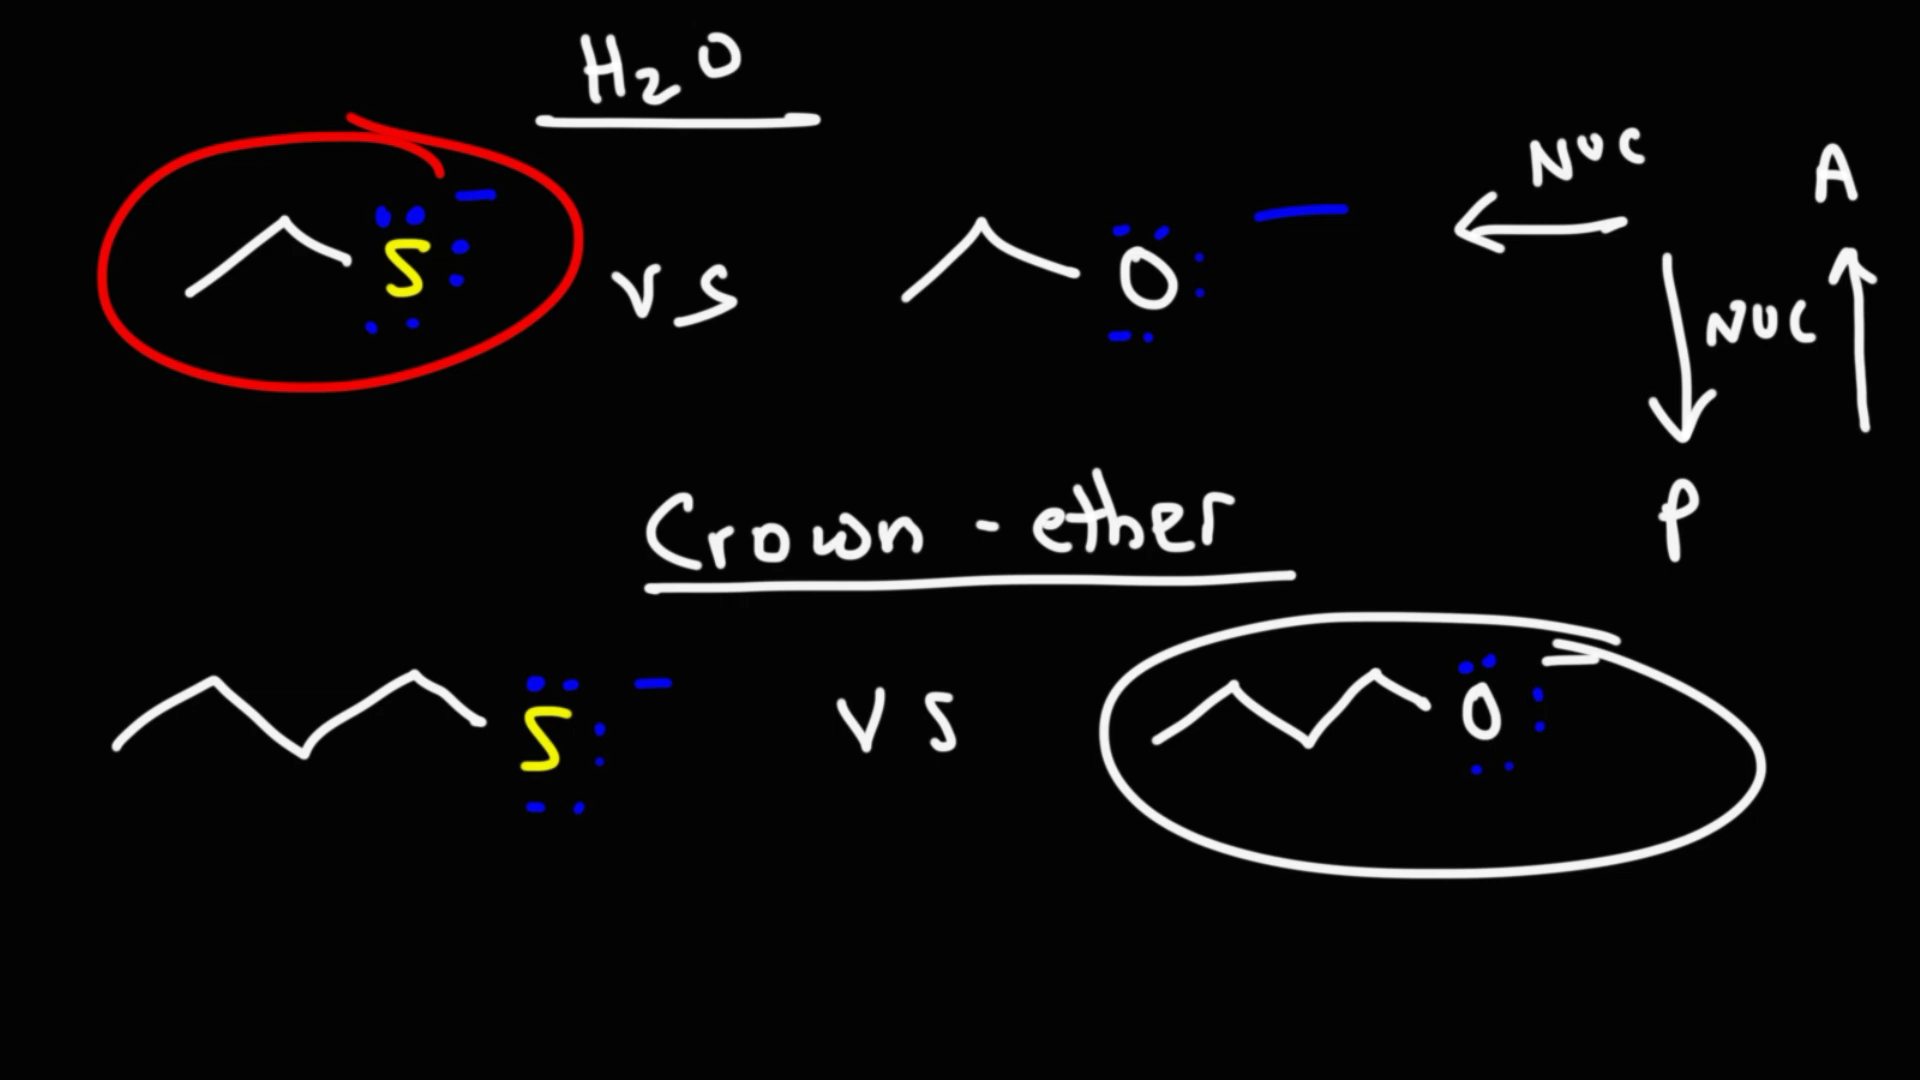 H₂O
S VS O NUC A
NUC
P
Crown-ether
S VS O